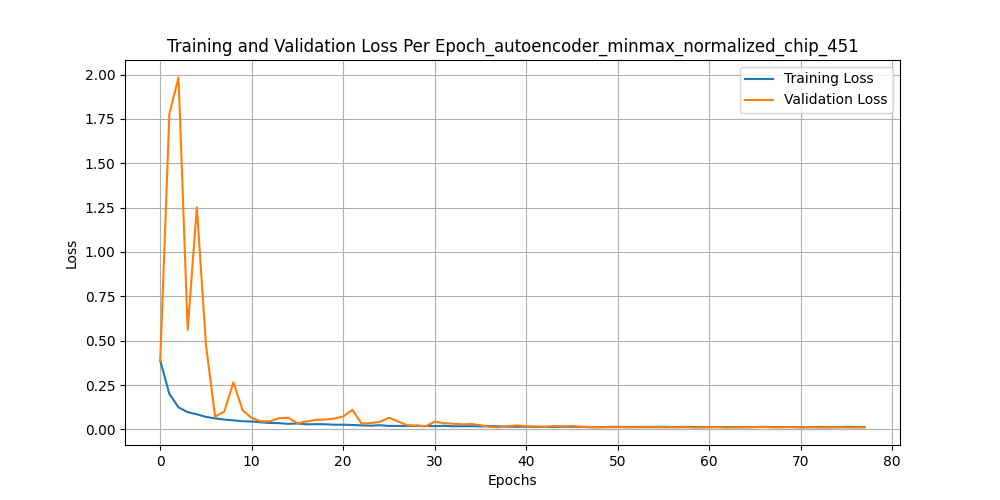 Training and Validation Loss Per Epoch_autoencoder_minmax_normalized_chip_451
Training Loss
Validation Loss
2.00
1.75
1.50
1.25
1.00
0.75
0.50
0.25
0.00
Loss
0 10 20 30 40 50 60 70 80
Epochs